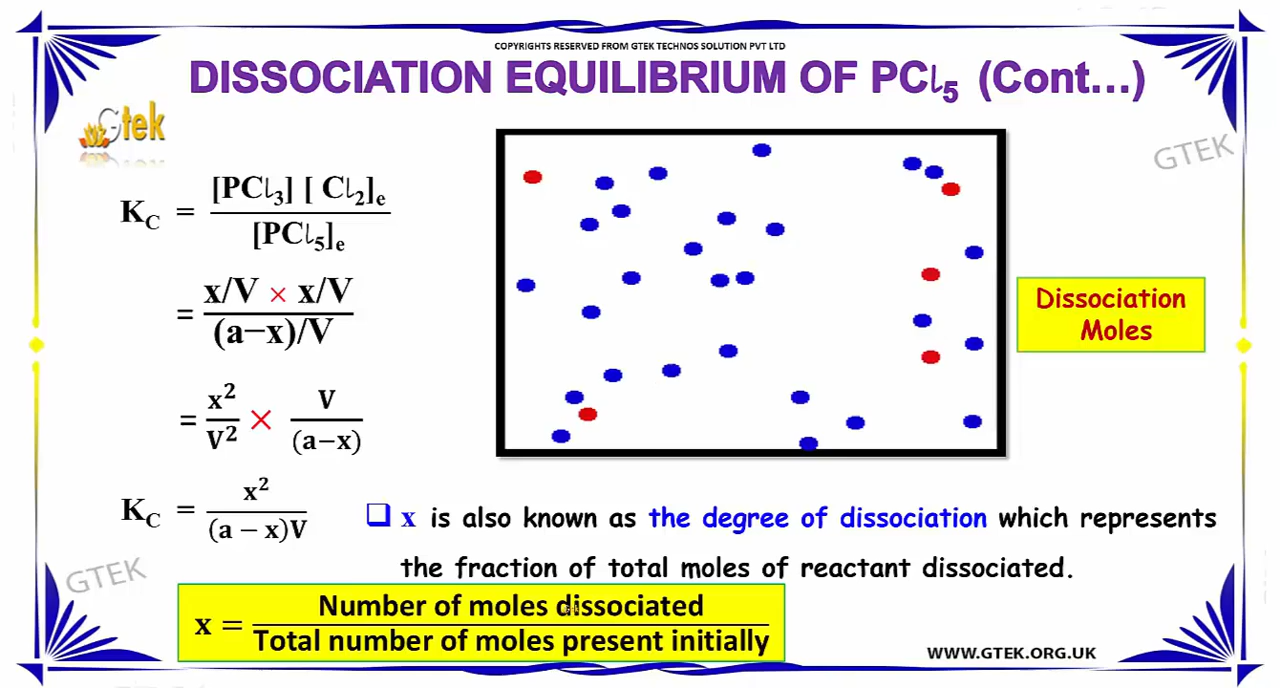 COPYRIGHTS RESERVED FROM GTEK TECHNOS SOLUTION PVT LTD
DISSOCIATION EQUILIBRIUM OF PCl₅ (Cont...)
Gtek
GTEK
K_C = [PCl₃] [ Cl₂]ₑ / [PCl₅]ₑ
= x/V × x/V / (a−x)/V
= x²/V² × V/(a−x)
K_C = x²/(a − x)V
Dissociation
Moles
❑ x is also known as the degree of dissociation which represents
the fraction of total moles of reactant dissociated.
GTEK
x = Number of moles dissociated / Total number of moles present initially
WWW.GTEK.ORG.UK